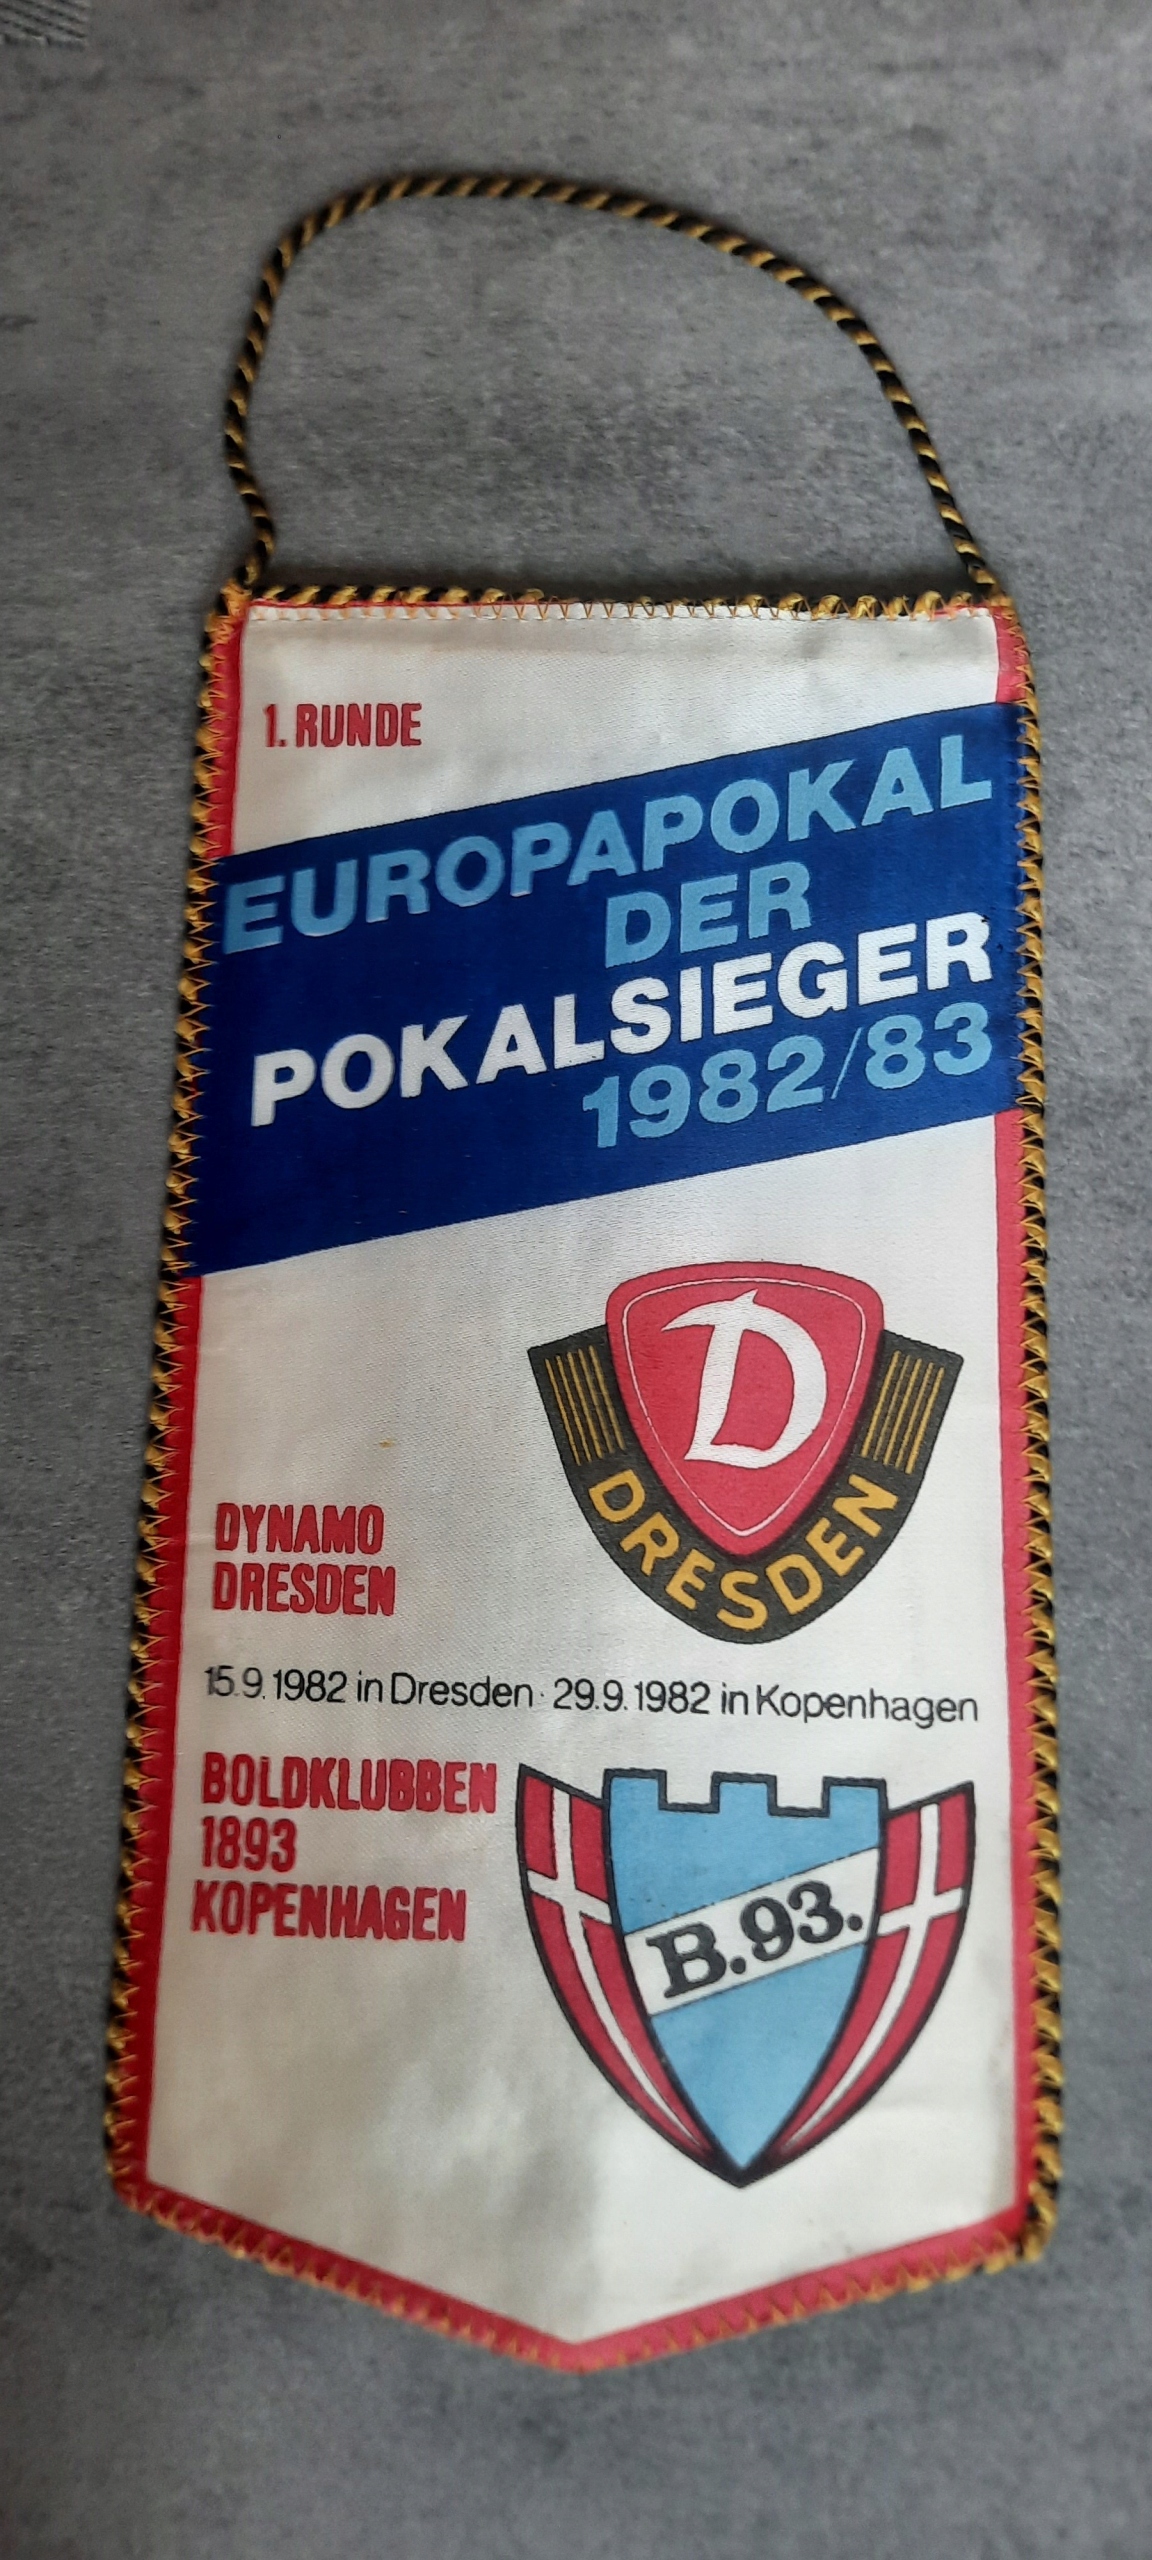 1. RUNDE
EUROPAPOKAL
DER
POKALSIEGER
1982/83
D
DRESDEN
DYNAMO
DRESDEN
15.9.1982 in Dresden · 29.9.1982 in Kopenhagen
BOLDKLUBBEN
1893
KOPENHAGEN
B.93.